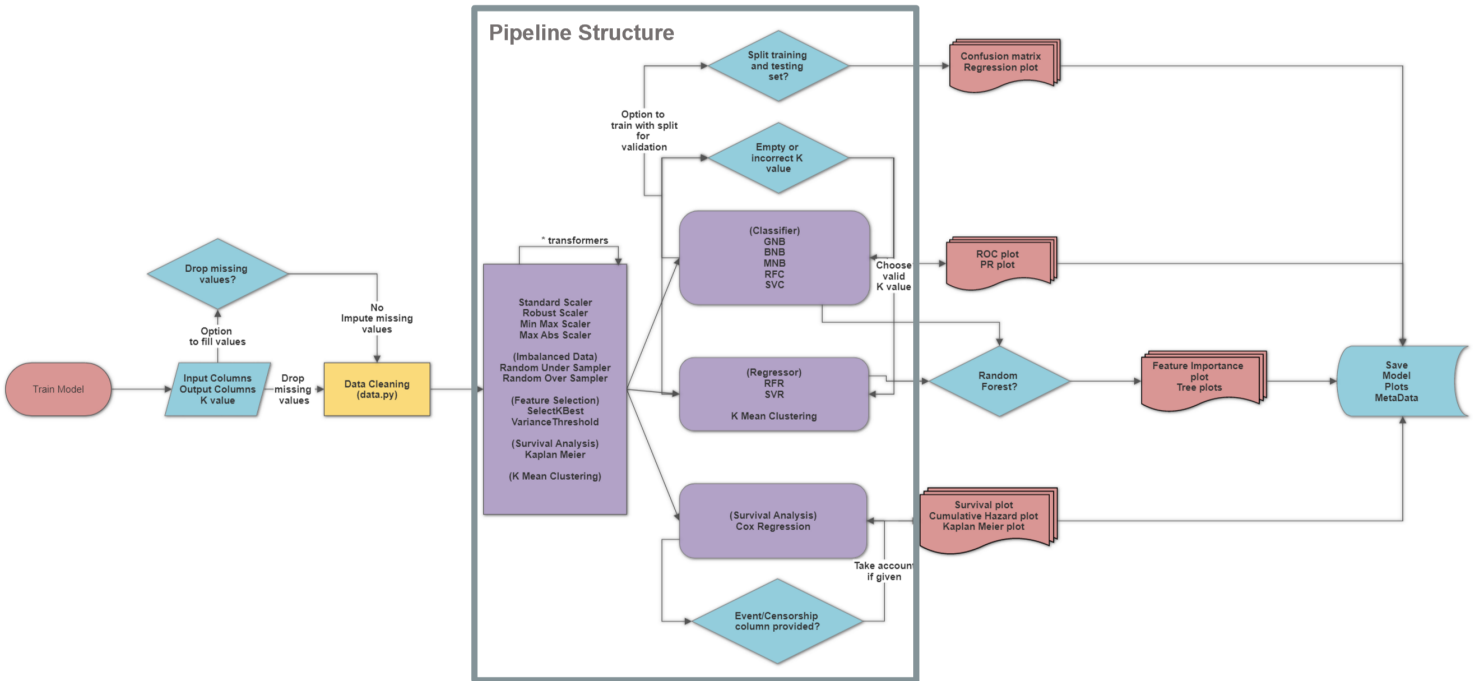 Pipeline Structure
Split training
and testing
set?
Confusion matrix
Regression plot
Option to
train with split
for
validation
Empty or
incorrect K
value
* transformers
(Classifier)
GNB
BNB
MNB
RFC
SVC
Choose
valid
K value
ROC plot
PR plot
Drop missing
values?
No
Impute missing
values
Option
to fill values
Train Model
Input Columns
Output Columns
K value
Drop
missing
values
Data Cleaning
(data.py)
Standard Scaler
Robust Scaler
Min Max Scaler
Max Abs Scaler
(Imbalanced Data)
Random Under Sampler
Random Over Sampler
(Feature Selection)
SelectKBest
VarianceThreshold
(Survival Analysis)
Kaplan Meier
(K Mean Clustering)
(Regressor)
RFR
SVR
K Mean Clustering
Random
Forest?
Feature Importance
plot
Tree plots
Save
Model
Plots
MetaData
(Survival Analysis)
Cox Regression
Survival plot
Cumulative Hazard plot
Kaplan Meier plot
Take account
if given
Event/Censorship
column provided?